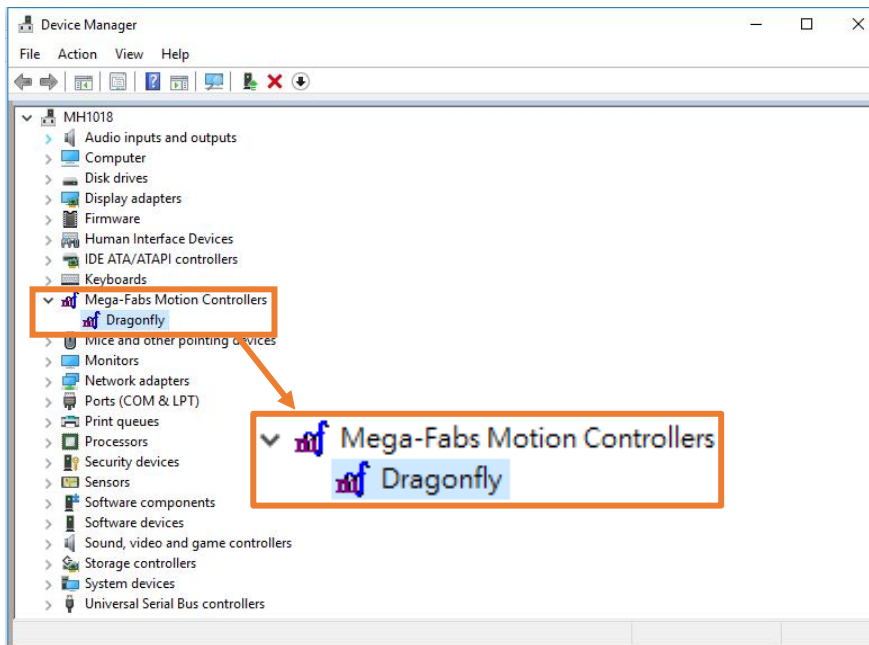 Device Manager
File Action View Help
MH1018
Audio inputs and outputs
Computer
Disk drives
Display adapters
Firmware
Human Interface Devices
IDE ATA/ATAPI controllers
Keyboards
Mega-Fabs Motion Controllers
Dragonfly
Mice and other pointing devices
Monitors
Network adapters
Ports (COM & LPT)
Print queues
Processors
Security devices
Sensors
Software components
Software devices
Sound, video and game controllers
Storage controllers
System devices
Universal Serial Bus controllers
Mega-Fabs Motion Controllers
Dragonfly